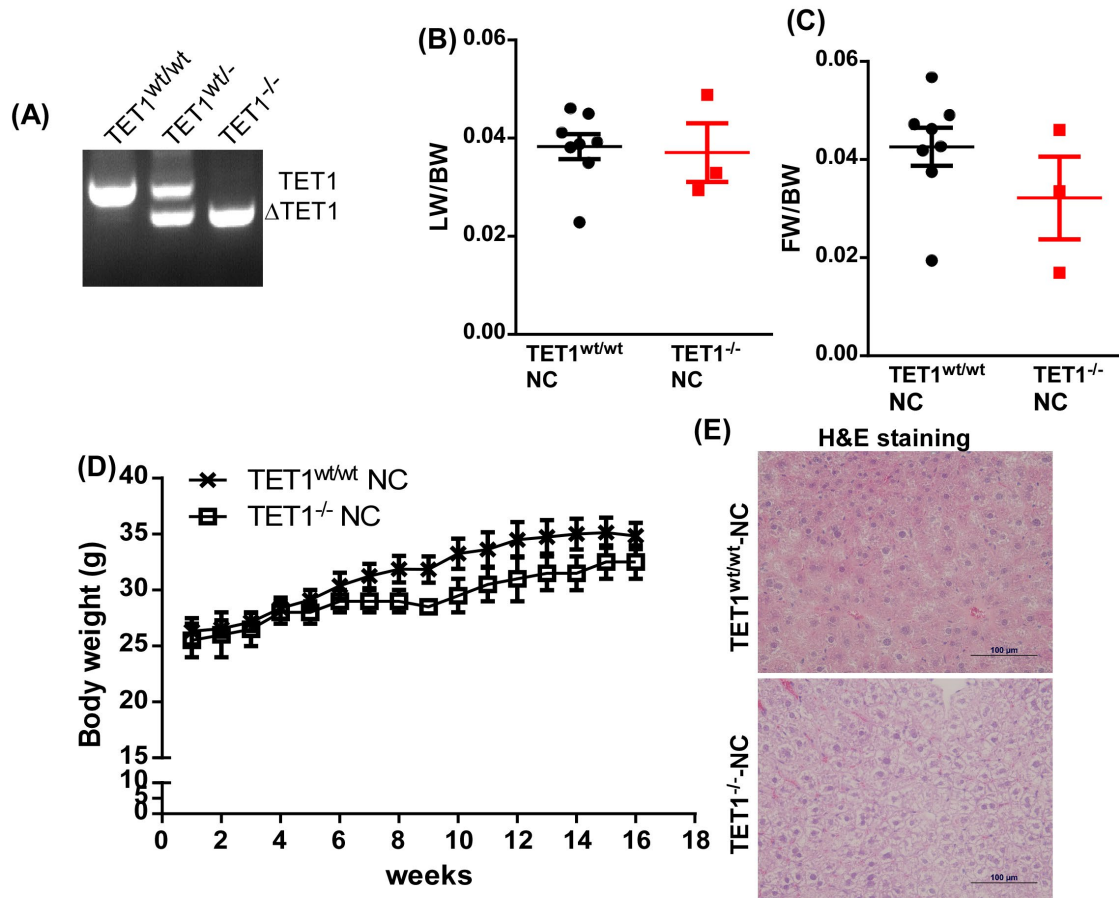 (A)
TET1wt/wt
TET1wt/-
TET1-/-
TET1
ΔTET1
(B)
LW/BW
0.06
0.04
0.02
0.00
TET1wt/wt
NC
TET1-/-
NC
(C)
FW/BW
0.06
0.04
0.02
0.00
TET1wt/wt
NC
TET1-/-
NC
(D)
TET1wt/wt NC
TET1-/- NC
Body weight (g)
40
35
30
25
20
15
10
5
0
0 2 4 6 8 10 12 14 16 18
weeks
(E)
H&E staining
TET1wt/wt-NC
100 µm
TET1-/--NC
100 µm